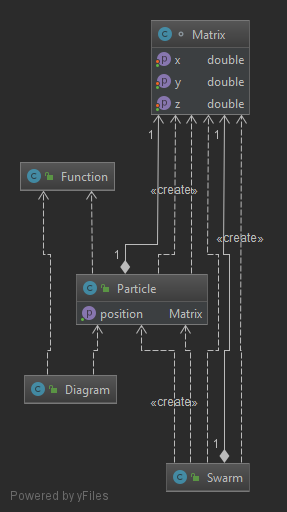 Matrix
x double
y double
z double
1
1
Function
«create»
«create»
1
Particle
position Matrix
Diagram
«create»
1
Swarm
Powered by yFiles